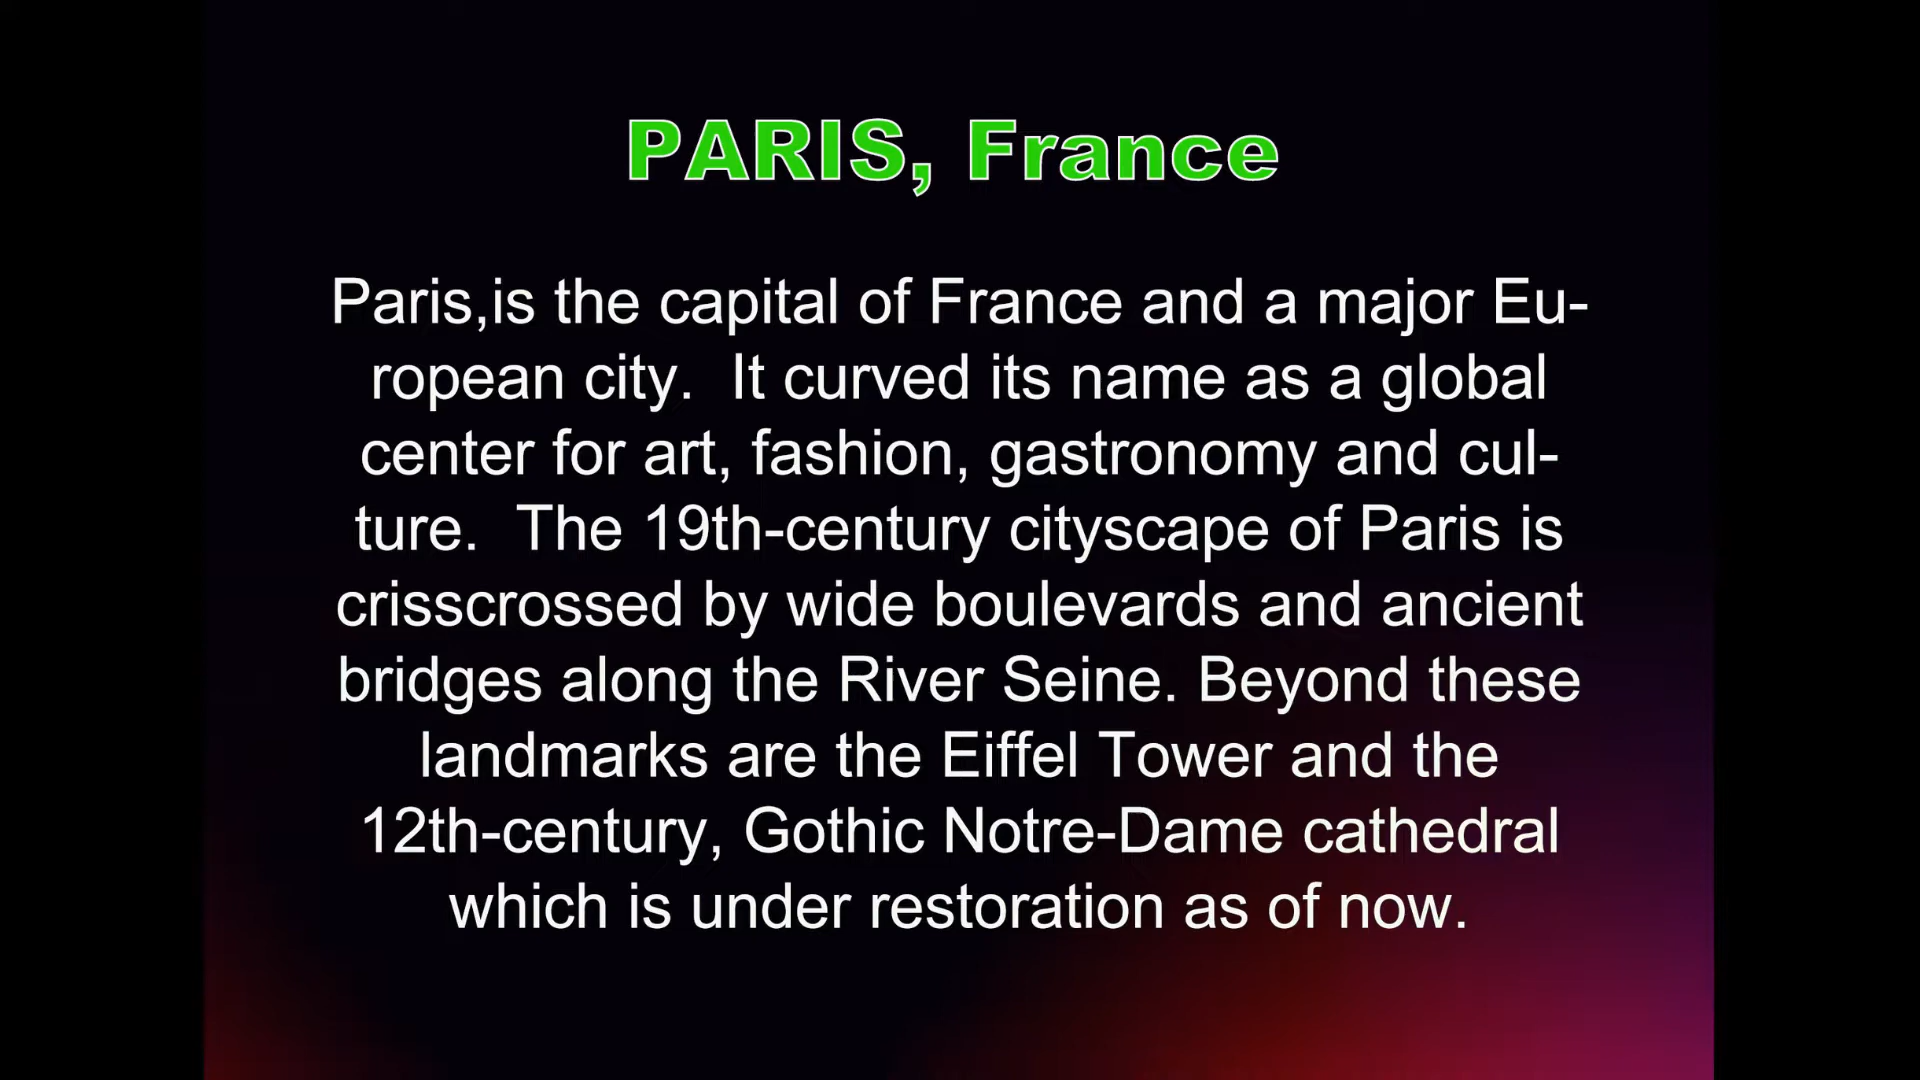 PARIS, France
Paris,is the capital of France and a major Eu-
ropean city.  It curved its name as a global
center for art, fashion, gastronomy and cul-
ture.  The 19th-century cityscape of Paris is
crisscrossed by wide boulevards and ancient
bridges along the River Seine. Beyond these
landmarks are the Eiffel Tower and the
12th-century, Gothic Notre-Dame cathedral
which is under restoration as of now.